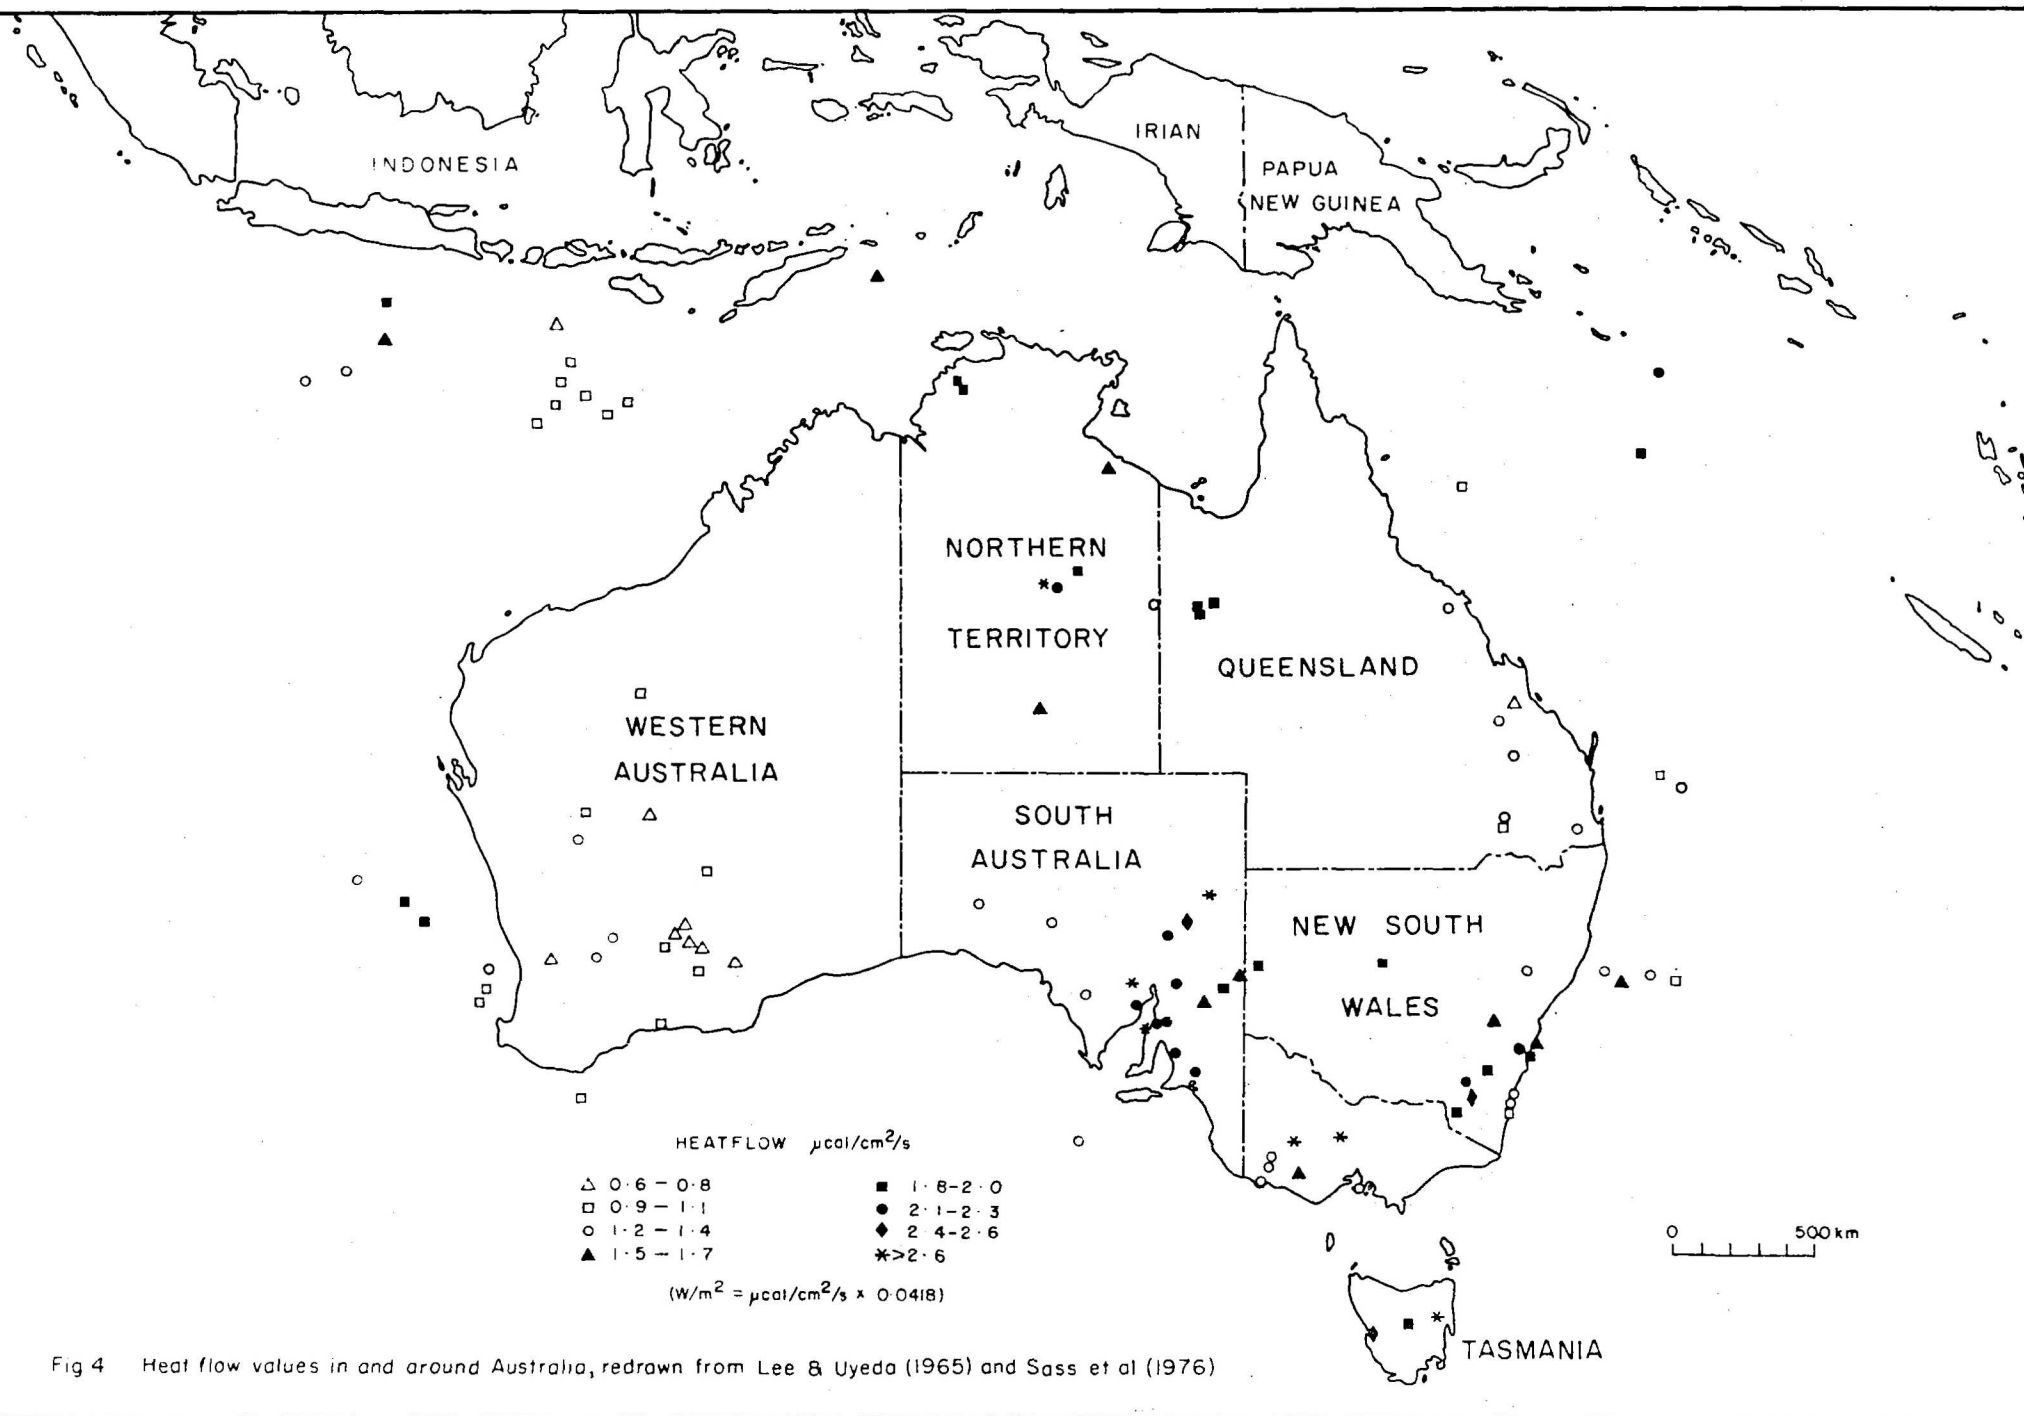 IRIAN
INDONESIA
PAPUA
NEW GUINEA
NORTHERN
TERRITORY
QUEENSLAND
WESTERN
AUSTRALIA
SOUTH
AUSTRALIA
NEW SOUTH
WALES
HEATFLOW μcal/cm²/s
△ 0·6 – 0·8
□ 0·9 – 1·1
○ 1·2 – 1·4
▲ 1·5 – 1·7
■ 1·8–2·0
● 2·1–2·3
◆ 2·4–2·6
*>2·6
(W/m² = μcal/cm²/s x 0·0418)
0 500 km
TASMANIA
Fig 4 Heat flow values in and around Australia, redrawn from Lee & Uyeda (1965) and Sass et al (1976)